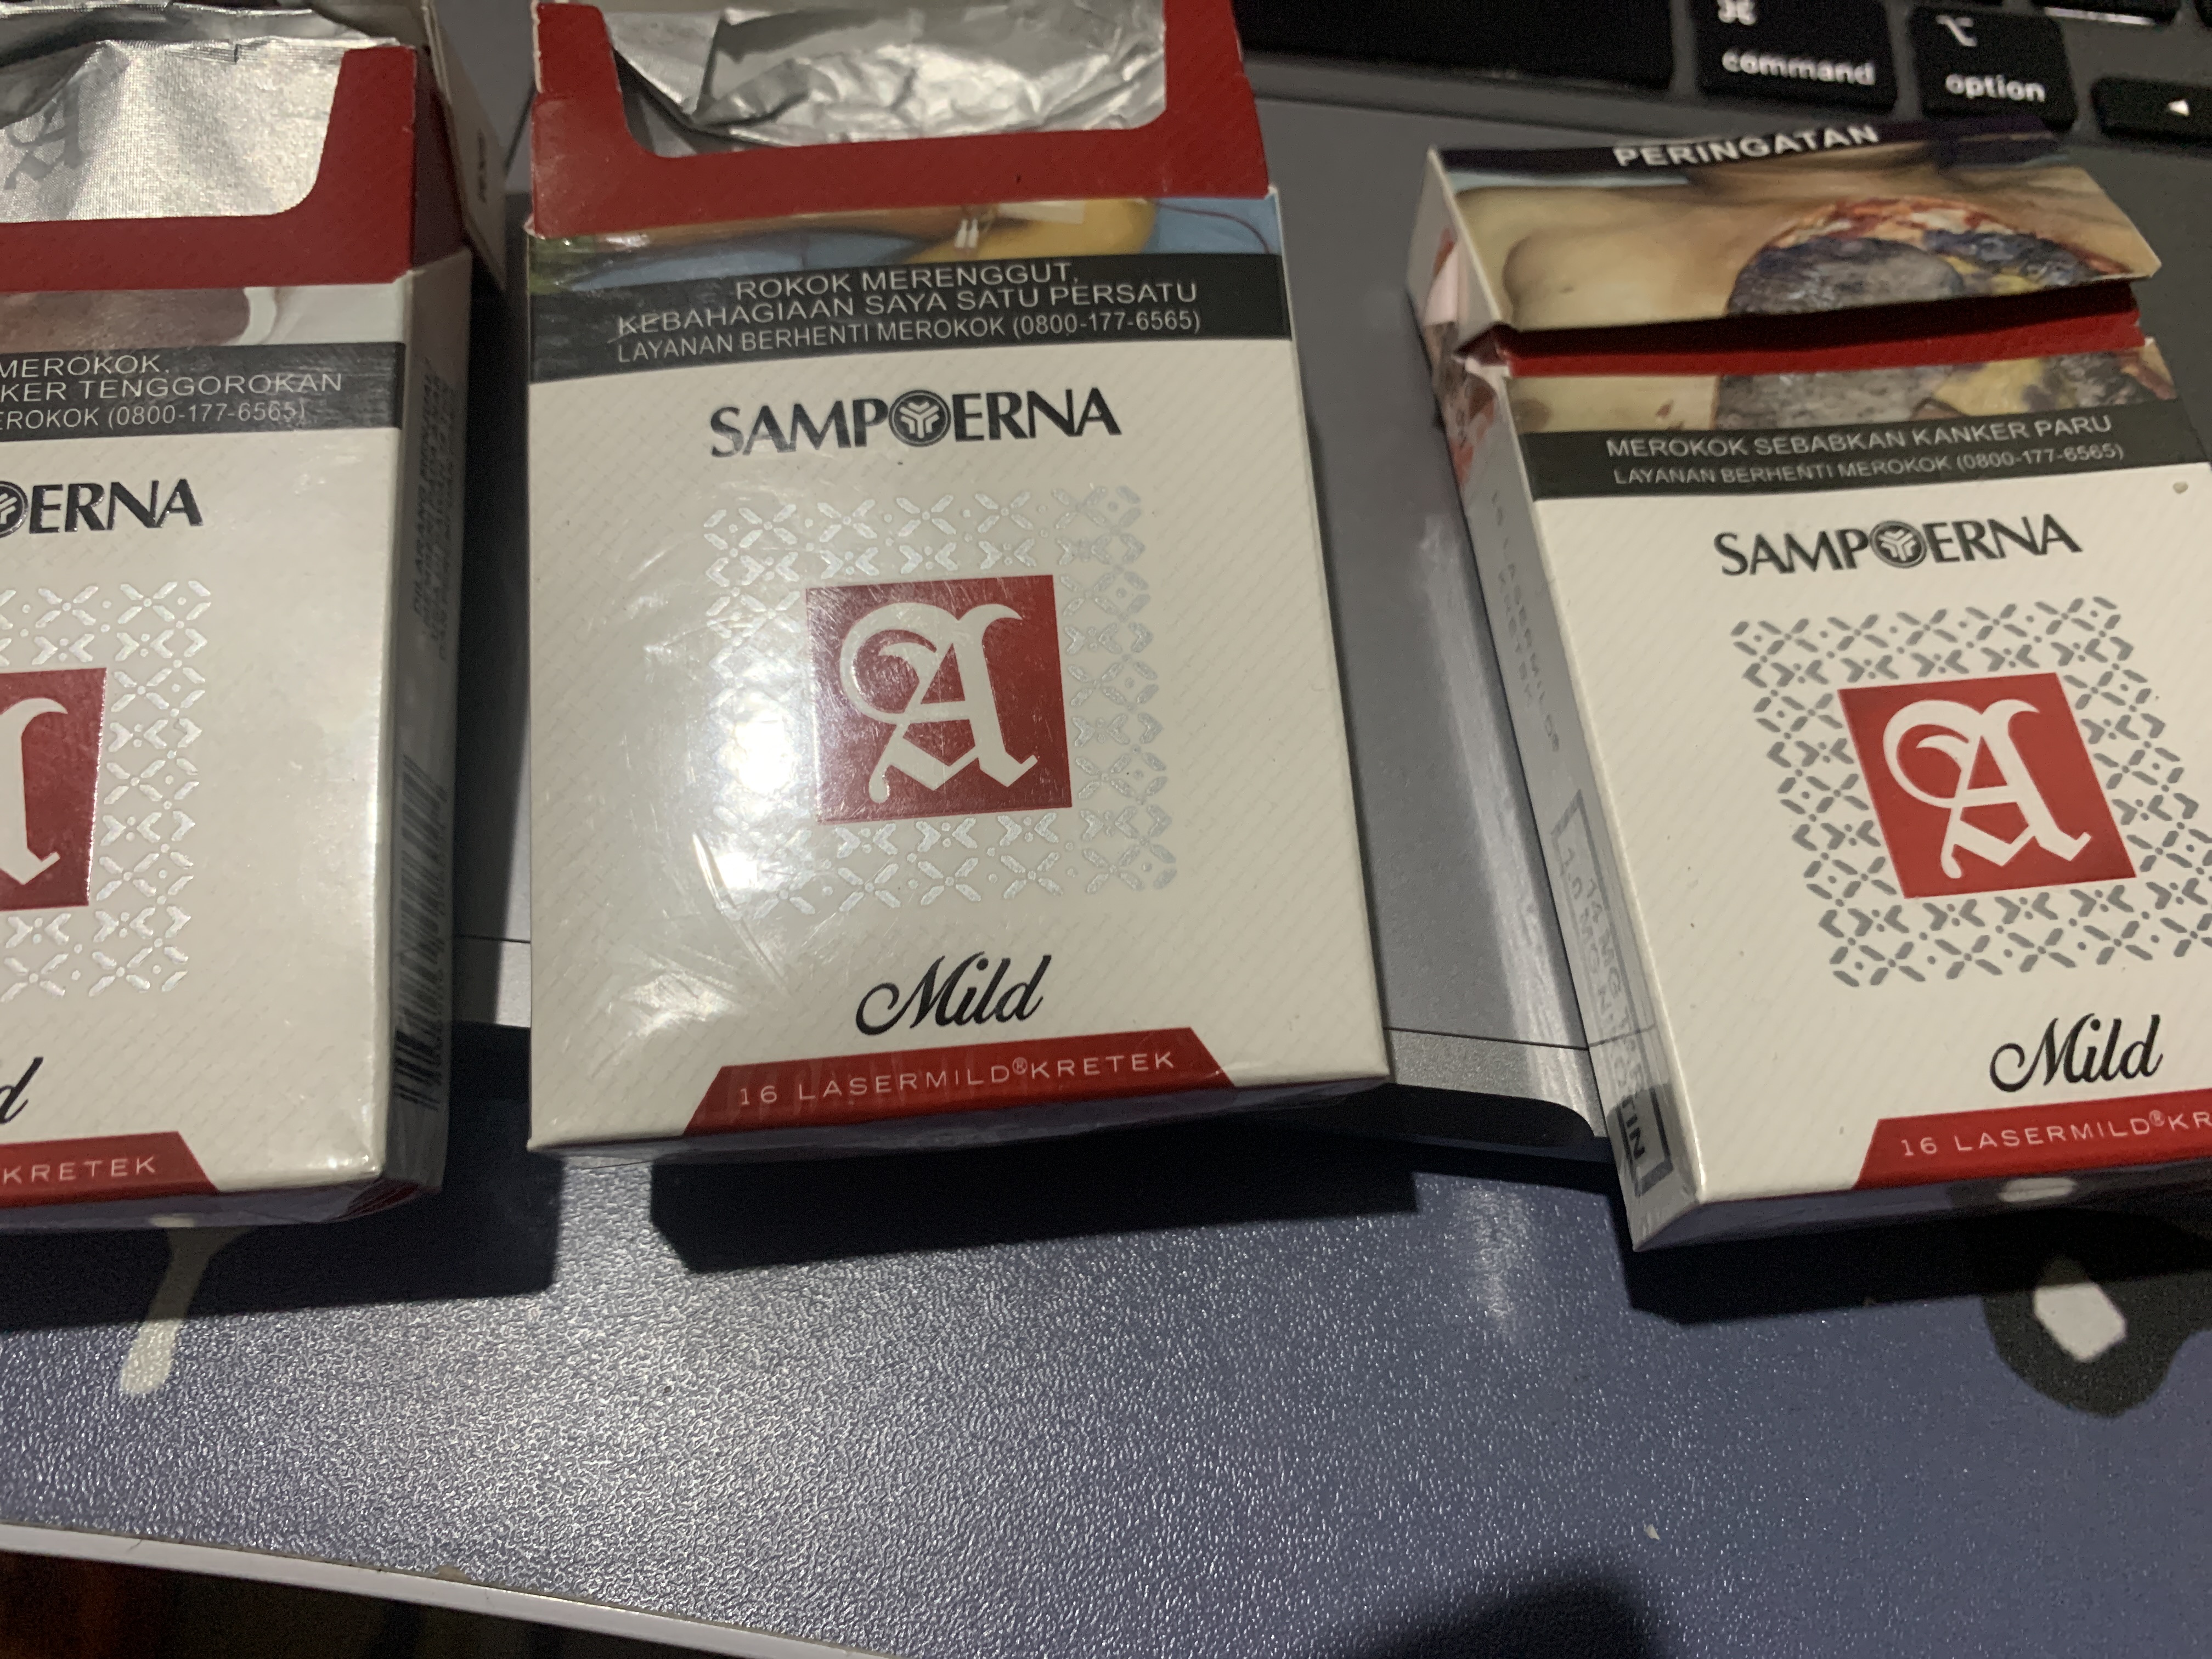 command
option
MEROKOK.
KER TENGGOROKAN
EROKOK (0800-177-6565)
ERNA
KRETEK
ROKOK MERENGGUT,
KEBAHAGIAAN SAYA SATU PERSATU
LAYANAN BERHENTI MEROKOK (0800-177-6565)
SAMPOERNA
A
Mild
16 LASERMILD®KRETEK
PERINGATAN
MEROKOK SEBABKAN KANKER PARU
LAYANAN BERHENTI MEROKOK (0800-177-6565)
SAMPOERNA
A
Mild
16 LASERMILD®KR